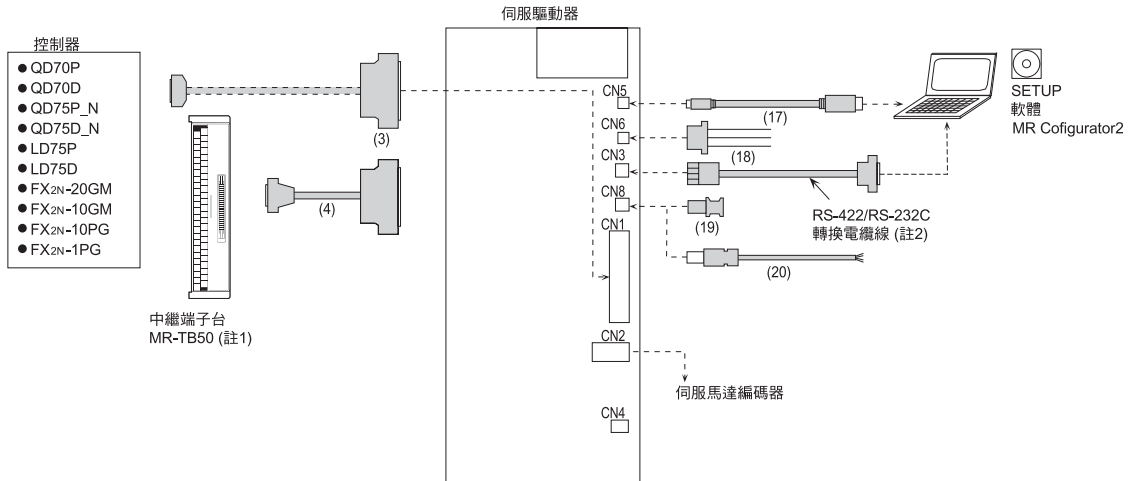 伺服驅動器
控制器
● QD70P
● QD70D
● QD75P_N
● QD75D_N
● LD75P
● LD75D
● FX2N-20GM
● FX2N-10GM
● FX2N-10PG
● FX2N-1PG
(3)
(4)
中繼端子台
MR-TB50 (註1)
CN5
CN6
CN3
CN8
CN1
CN2
CN4
(17)
(18)
(19)
(20)
RS-422/RS-232C
轉換電纜線 (註2)
伺服馬達編碼器
SETUP
軟體
MR Cofigurator2